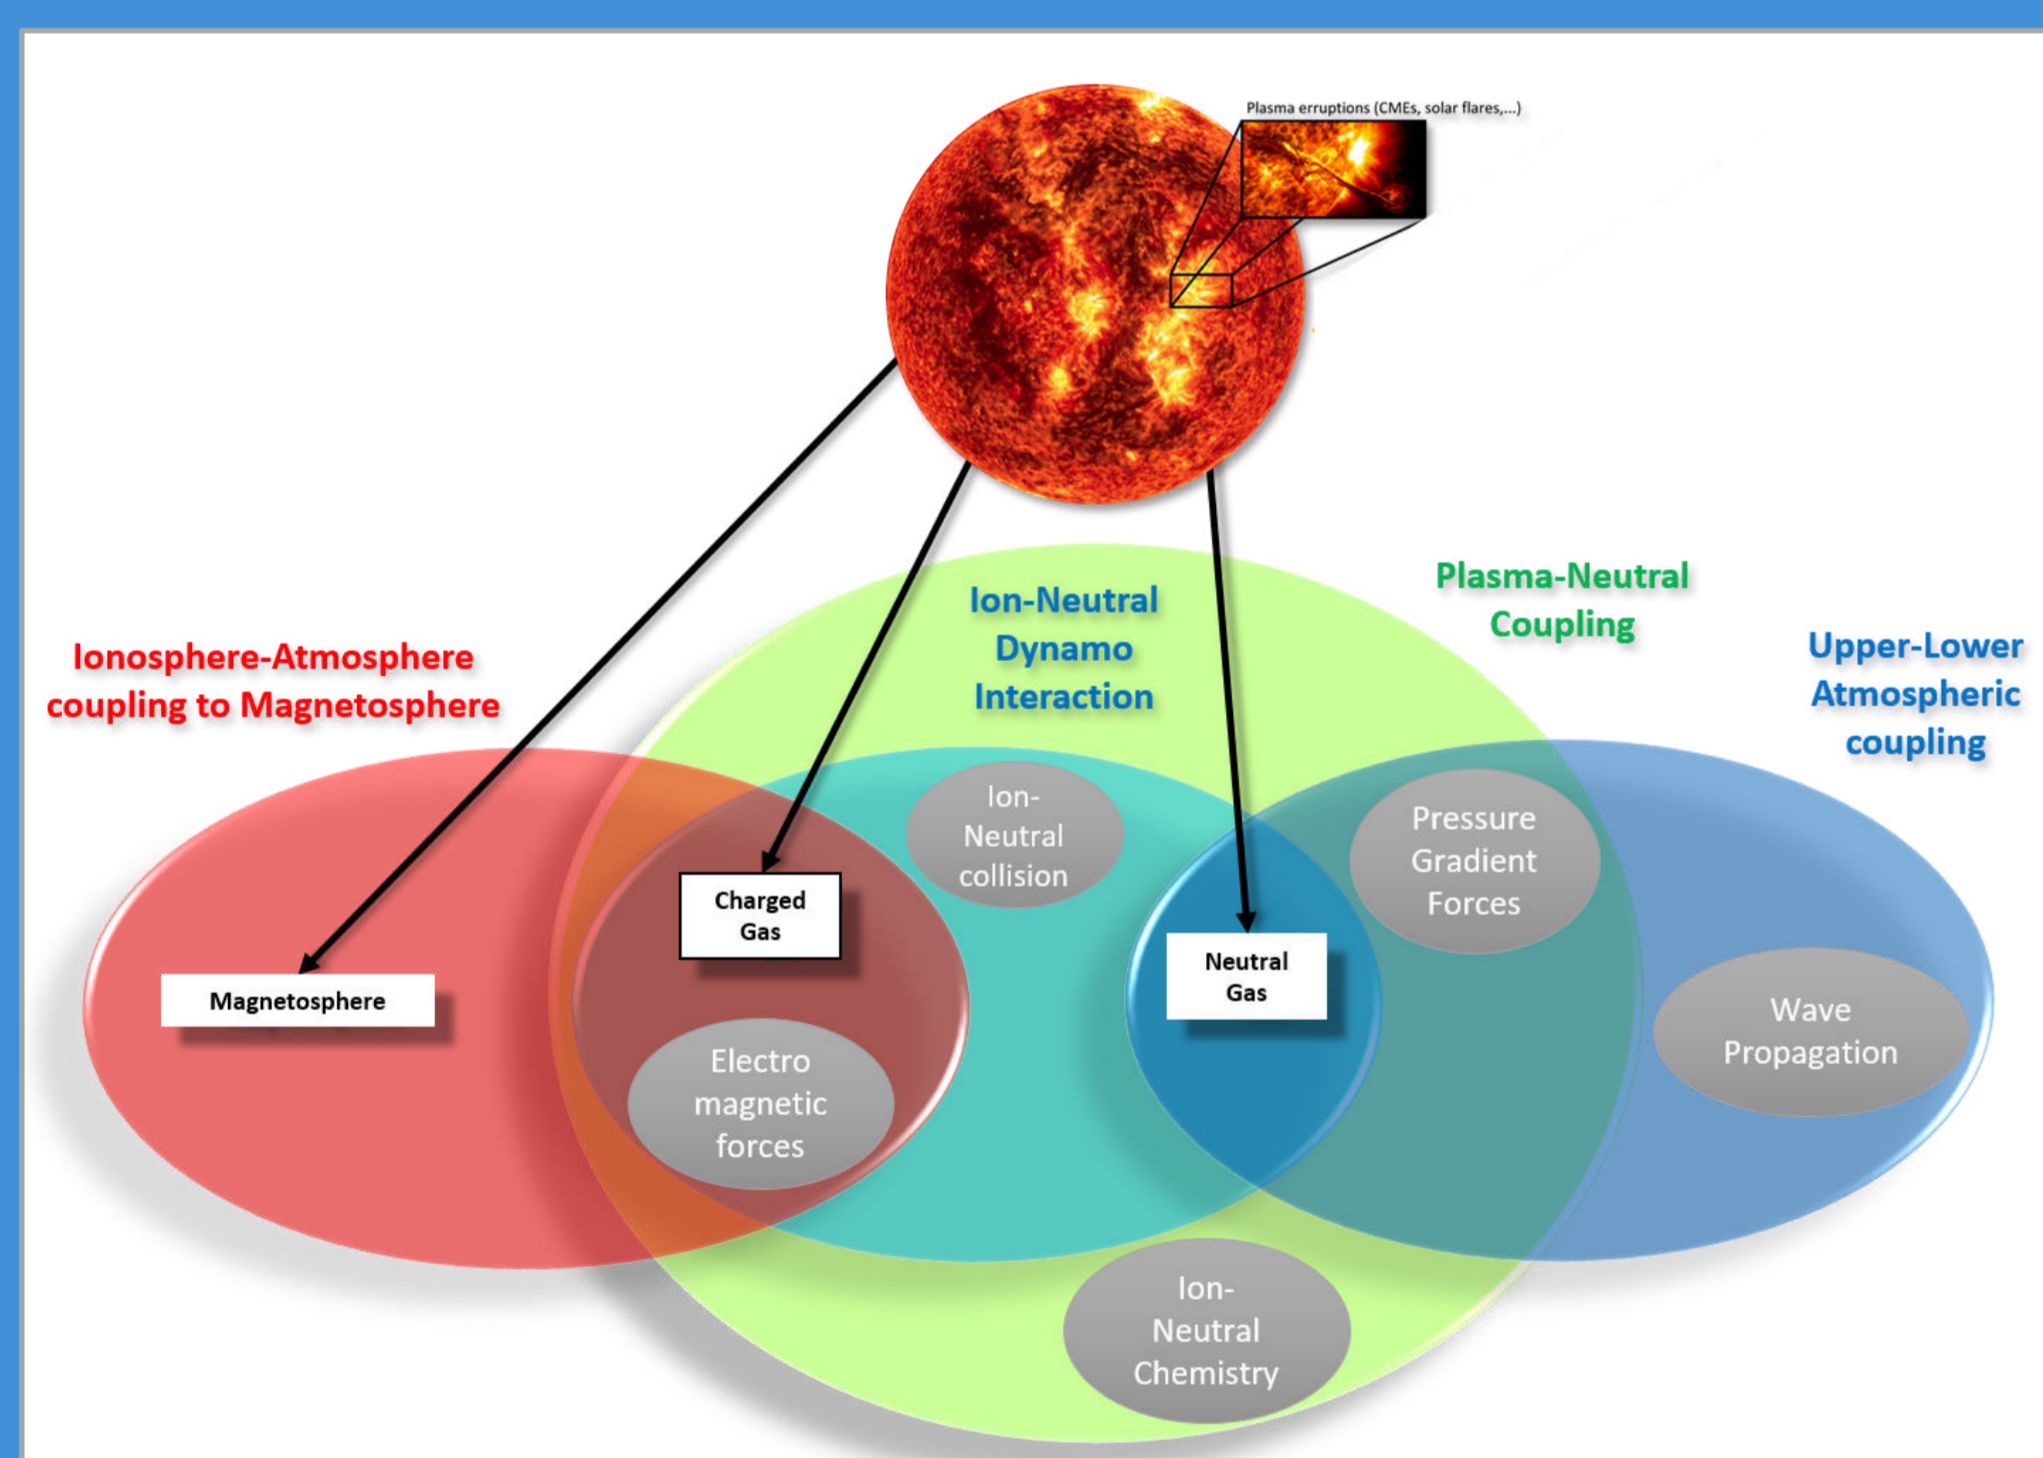 Plasma erruptions (CMEs, solar flares,...)
Ion-Neutral
Dynamo
Interaction
Plasma-Neutral
Coupling
Ionosphere-Atmosphere
coupling to Magnetosphere
Upper-Lower
Atmospheric
coupling
Ion-
Neutral
collision
Pressure
Gradient
Forces
Charged
Gas
Neutral
Gas
Magnetosphere
Wave
Propagation
Electro
magnetic
forces
Ion-
Neutral
Chemistry